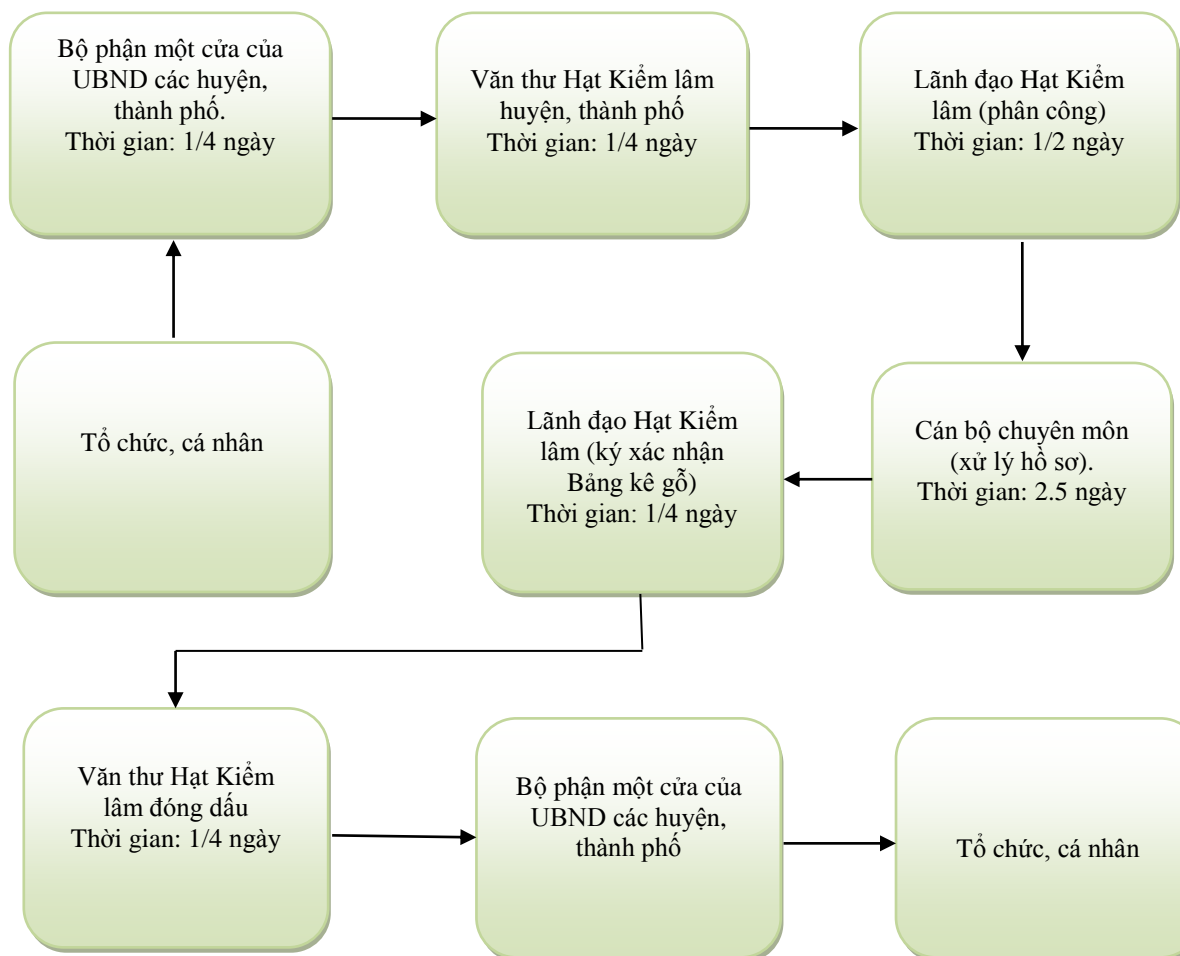 Bộ phận một cửa của
UBND các huyện,
thành phố.
Thời gian: 1/4 ngày
Văn thư Hạt Kiểm lâm
huyện, thành phố
Thời gian: 1/4 ngày
Lãnh đạo Hạt Kiểm
lâm (phân công)
Thời gian: 1/2 ngày
Tổ chức, cá nhân
Lãnh đạo Hạt Kiểm
lâm (ký xác nhận
Bảng kê gỗ)
Thời gian: 1/4 ngày
Cán bộ chuyên môn
(xử lý hồ sơ).
Thời gian: 2.5 ngày
Văn thư Hạt Kiểm
lâm đóng dấu
Thời gian: 1/4 ngày
Bộ phận một cửa của
UBND các huyện,
thành phố
Tổ chức, cá nhân